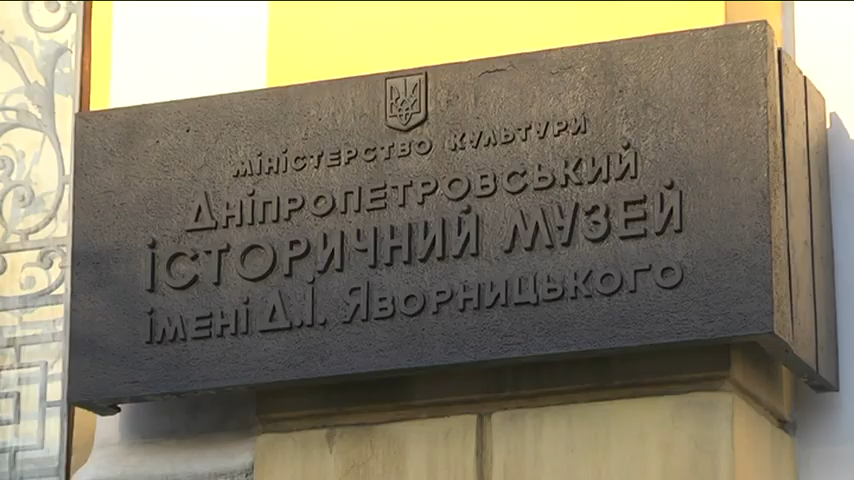 МІНІСТЕРСТВО КУЛЬТУРИ
ДНІПРОПЕТРОВСЬКИЙ
ІСТОРИЧНИЙ МУЗЕЙ
ІМЕНІ Д.І. ЯВОРНИЦЬКОГО